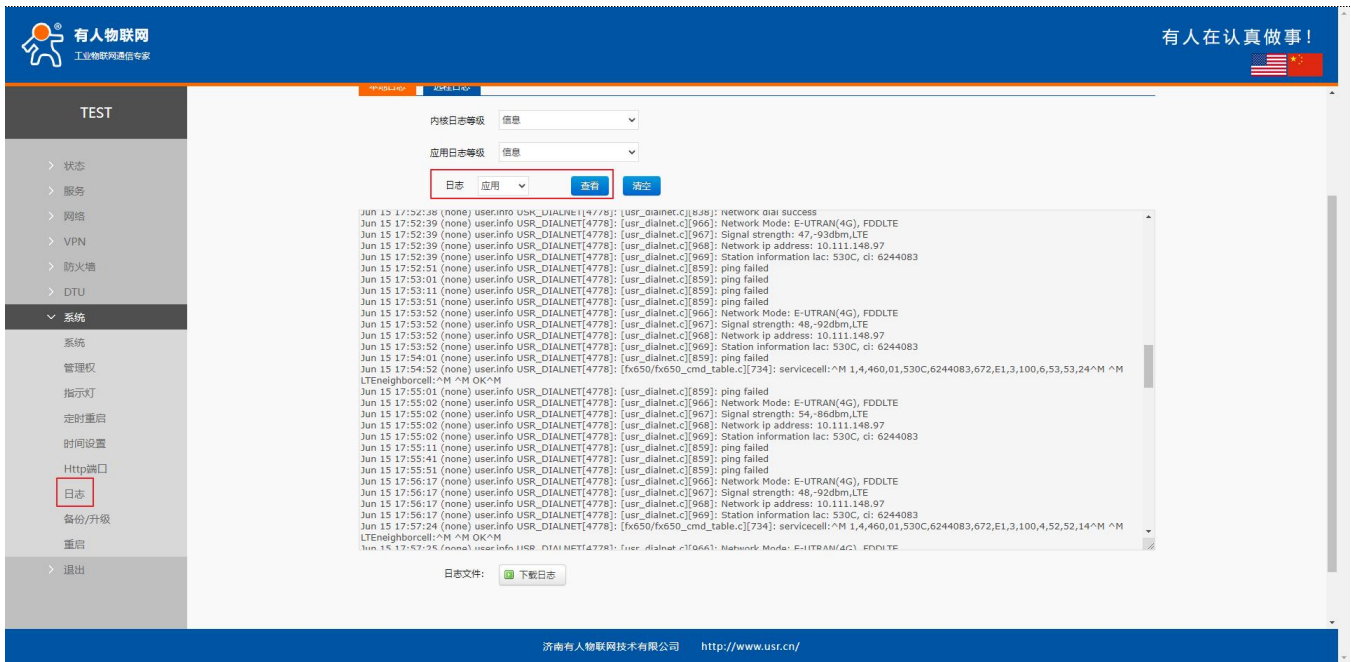 有人物联网
®
工业物联网通信专家
有人在认真做事！
TEST
状态
服务
网络
VPN
防火墙
DTU
系统
系统
管理权
指示灯
定时重启
时间设置
Http端口
日志
备份/升级
重启
退出
本地日志 远程日志
内核日志等级 信息
应用日志等级 信息
日志 应用 查看 清空
Jun 15 17:52:38 (none) user.info USR_DIALNET[4778]: [usr_dialnet.c][838]: Network dial success
Jun 15 17:52:39 (none) user.info USR_DIALNET[4778]: [usr_dialnet.c][966]: Network Mode: E-UTRAN(4G), FDDLTE
Jun 15 17:52:39 (none) user.info USR_DIALNET[4778]: [usr_dialnet.c][967]: Signal strength: 47,-93dbm,LTE
Jun 15 17:52:39 (none) user.info USR_DIALNET[4778]: [usr_dialnet.c][968]: Network ip address: 10.111.148.97
Jun 15 17:52:39 (none) user.info USR_DIALNET[4778]: [usr_dialnet.c][969]: Station information lac: 530C, ci: 6244083
Jun 15 17:52:51 (none) user.info USR_DIALNET[4778]: [usr_dialnet.c][859]: ping failed
Jun 15 17:53:01 (none) user.info USR_DIALNET[4778]: [usr_dialnet.c][859]: ping failed
Jun 15 17:53:11 (none) user.info USR_DIALNET[4778]: [usr_dialnet.c][859]: ping failed
Jun 15 17:53:51 (none) user.info USR_DIALNET[4778]: [usr_dialnet.c][859]: ping failed
Jun 15 17:53:52 (none) user.info USR_DIALNET[4778]: [usr_dialnet.c][966]: Network Mode: E-UTRAN(4G), FDDLTE
Jun 15 17:53:52 (none) user.info USR_DIALNET[4778]: [usr_dialnet.c][967]: Signal strength: 48,-92dbm,LTE
Jun 15 17:53:52 (none) user.info USR_DIALNET[4778]: [usr_dialnet.c][968]: Network ip address: 10.111.148.97
Jun 15 17:53:52 (none) user.info USR_DIALNET[4778]: [usr_dialnet.c][969]: Station information lac: 530C, ci: 6244083
Jun 15 17:54:01 (none) user.info USR_DIALNET[4778]: [usr_dialnet.c][859]: ping failed
Jun 15 17:54:52 (none) user.info USR_DIALNET[4778]: [fx650/fx650_cmd_table.c][734]: servicecell:^M 1,4,460,01,530C,6244083,672,E1,3,100,6,53,53,24^M ^M
LTEneighborcell:^M ^M OK^M
Jun 15 17:55:01 (none) user.info USR_DIALNET[4778]: [usr_dialnet.c][859]: ping failed
Jun 15 17:55:02 (none) user.info USR_DIALNET[4778]: [usr_dialnet.c][966]: Network Mode: E-UTRAN(4G), FDDLTE
Jun 15 17:55:02 (none) user.info USR_DIALNET[4778]: [usr_dialnet.c][967]: Signal strength: 54,-86dbm,LTE
Jun 15 17:55:02 (none) user.info USR_DIALNET[4778]: [usr_dialnet.c][968]: Network ip address: 10.111.148.97
Jun 15 17:55:02 (none) user.info USR_DIALNET[4778]: [usr_dialnet.c][969]: Station information lac: 530C, ci: 6244083
Jun 15 17:55:11 (none) user.info USR_DIALNET[4778]: [usr_dialnet.c][859]: ping failed
Jun 15 17:55:41 (none) user.info USR_DIALNET[4778]: [usr_dialnet.c][859]: ping failed
Jun 15 17:55:51 (none) user.info USR_DIALNET[4778]: [usr_dialnet.c][859]: ping failed
Jun 15 17:56:17 (none) user.info USR_DIALNET[4778]: [usr_dialnet.c][966]: Network Mode: E-UTRAN(4G), FDDLTE
Jun 15 17:56:17 (none) user.info USR_DIALNET[4778]: [usr_dialnet.c][967]: Signal strength: 48,-92dbm,LTE
Jun 15 17:56:17 (none) user.info USR_DIALNET[4778]: [usr_dialnet.c][968]: Network ip address: 10.111.148.97
Jun 15 17:56:17 (none) user.info USR_DIALNET[4778]: [usr_dialnet.c][969]: Station information lac: 530C, ci: 6244083
Jun 15 17:57:24 (none) user.info USR_DIALNET[4778]: [fx650/fx650_cmd_table.c][734]: servicecell:^M 1,4,460,01,530C,6244083,672,E1,3,100,4,52,52,14^M ^M
LTEneighborcell:^M ^M OK^M
Jun 15 17:57:25 (none) user.info USR_DIALNET[4778]: [usr_dialnet.c][966]: Network Mode: E-UTRAN(4G), FDDLTE
日志文件: 下载日志
济南有人物联网技术有限公司 http://www.usr.cn/